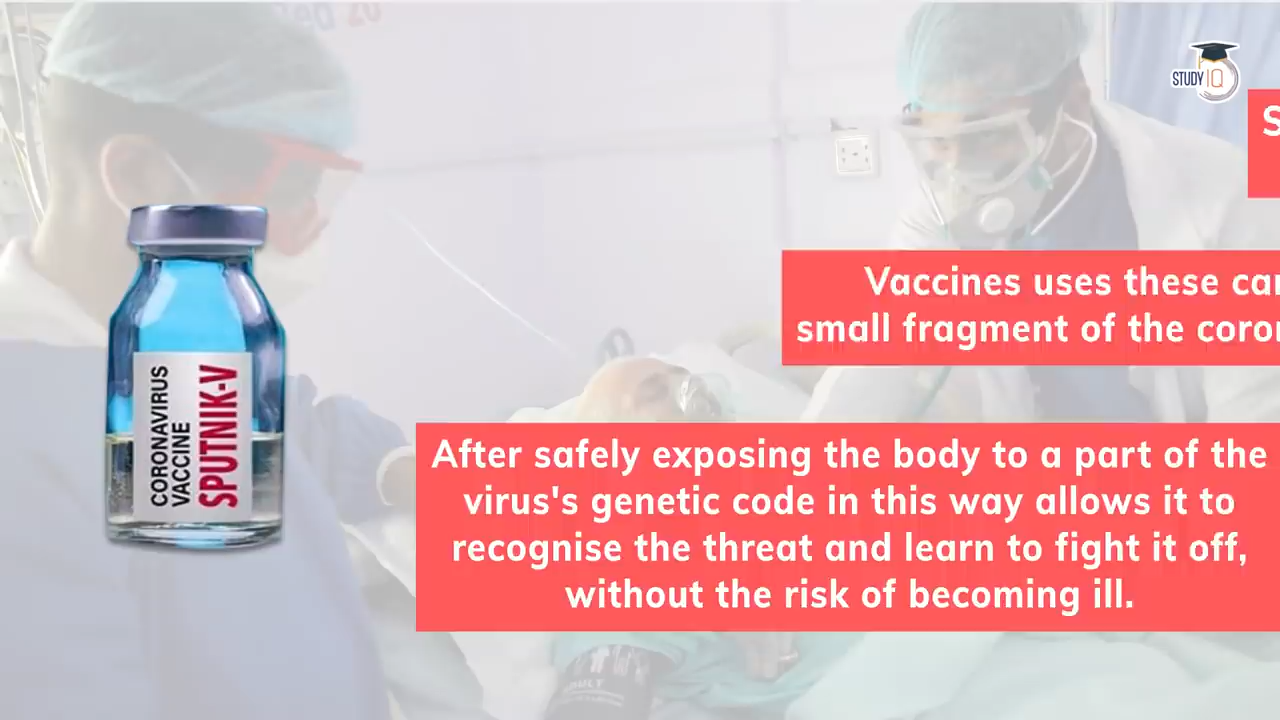 STUDY IQ
S
Vaccines uses these car
small fragment of the coron
After safely exposing the body to a part of the
virus's genetic code in this way allows it to
recognise the threat and learn to fight it off,
without the risk of becoming ill.
CORONAVIRUS
VACCINE
SPUTNIK-V